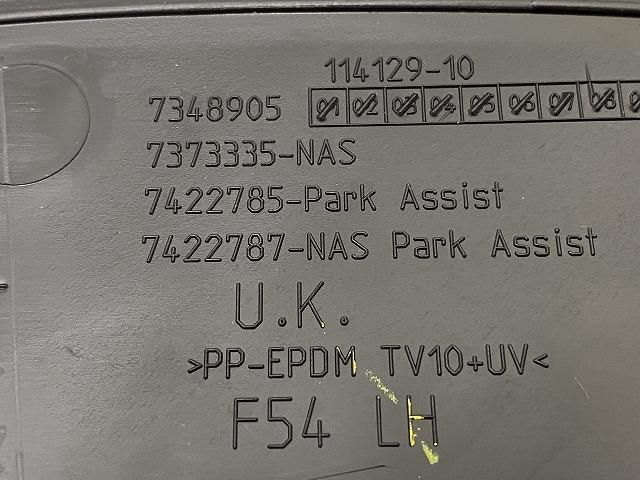 114129-10
7348905 01 02 03 04 05 06 07 08
7373335-NAS
7422785-Park Assist
7422787-NAS Park Assist
U.K.
>PP-EPDM TV10+UV<
F54 LH